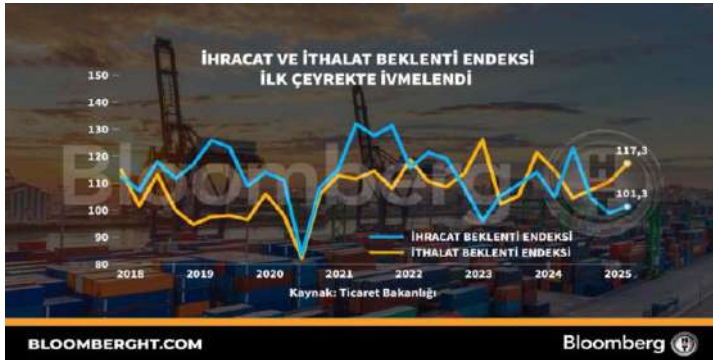 İHRACAT VE İTHALAT BEKLENTİ ENDEKSİ
İLK ÇEYREKTE İVMELENDİ
150
140
130
120
110
100
90
80
117,3
101,3
Bloomberg HT
İHRACAT BEKLENTİ ENDEKSİ
İTHALAT BEKLENTİ ENDEKSİ
2018 2019 2020 2021 2022 2023 2024 2025
Kaynak: Ticaret Bakanlığı
BLOOMBERGHT.COM
Bloomberg HT